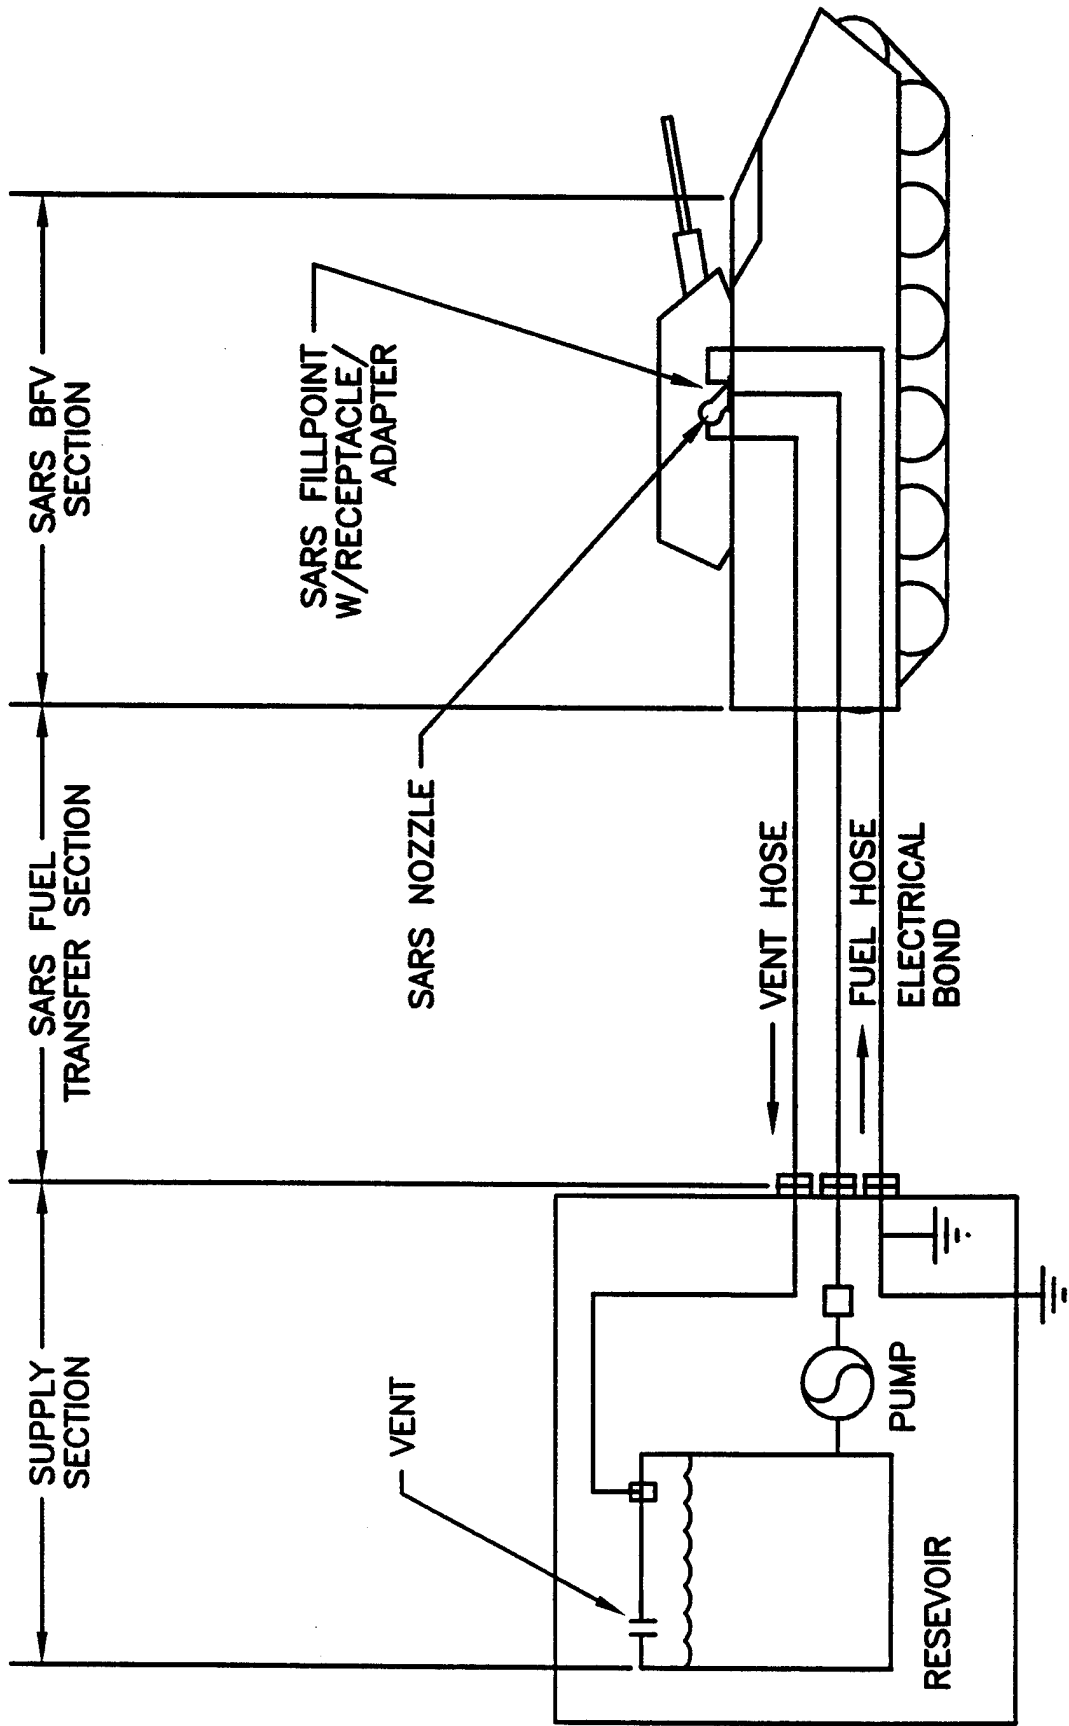 SUPPLY
SECTION
SARS FUEL
TRANSFER SECTION
SARS BFV
SECTION
VENT
SARS NOZZLE
SARS FILLPOINT
W/RECEPTACLE/
ADAPTER
VENT HOSE
FUEL HOSE
ELECTRICAL
BOND
PUMP
RESEVOIR